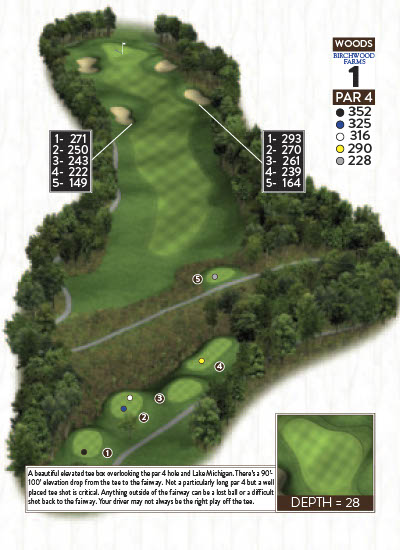 WOODS
BIRCHWOOD
FARMS
1
PAR 4
352
325
316
290
228
1- 271
2- 250
3- 243
4- 222
5- 149
1- 293
2- 270
3- 261
4- 239
5- 164
5
4
3
2
1
A beautiful elevated tee box overlooking the par 4 hole and Lake Michigan. There's a 90'-
100' elevation drop from the tee to the fairway. Not a particularly long par 4 but a well
placed tee shot is critical. Anything outside of the fairway can be a lost ball or a difficult
shot back to the fairway. Your driver may not always be the right play off the tee.
DEPTH = 28